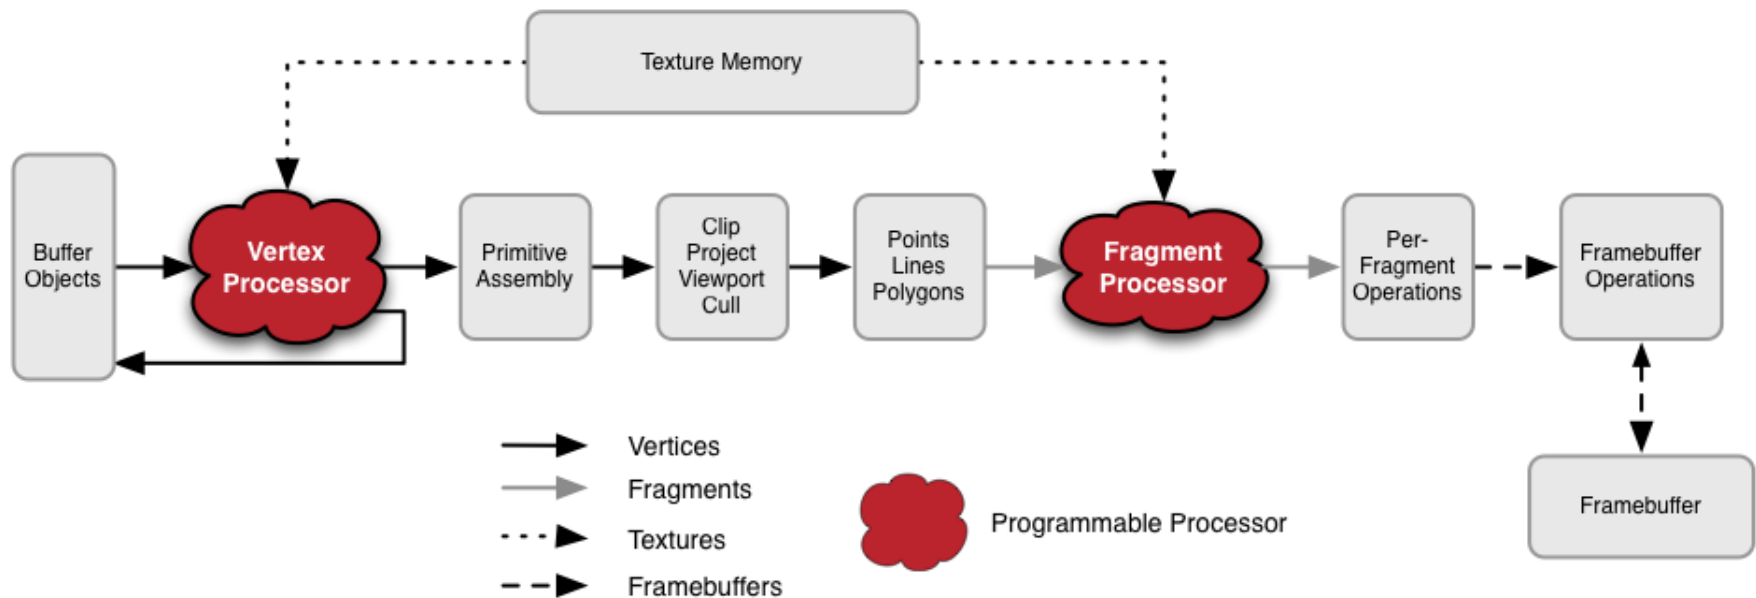 Texture Memory
Buffer
Objects
Vertex
Processor
Primitive
Assembly
Clip
Project
Viewport
Cull
Points
Lines
Polygons
Fragment
Processor
Per-
Fragment
Operations
Framebuffer
Operations
Framebuffer
Vertices
Fragments
Textures
Framebuffers
Programmable Processor